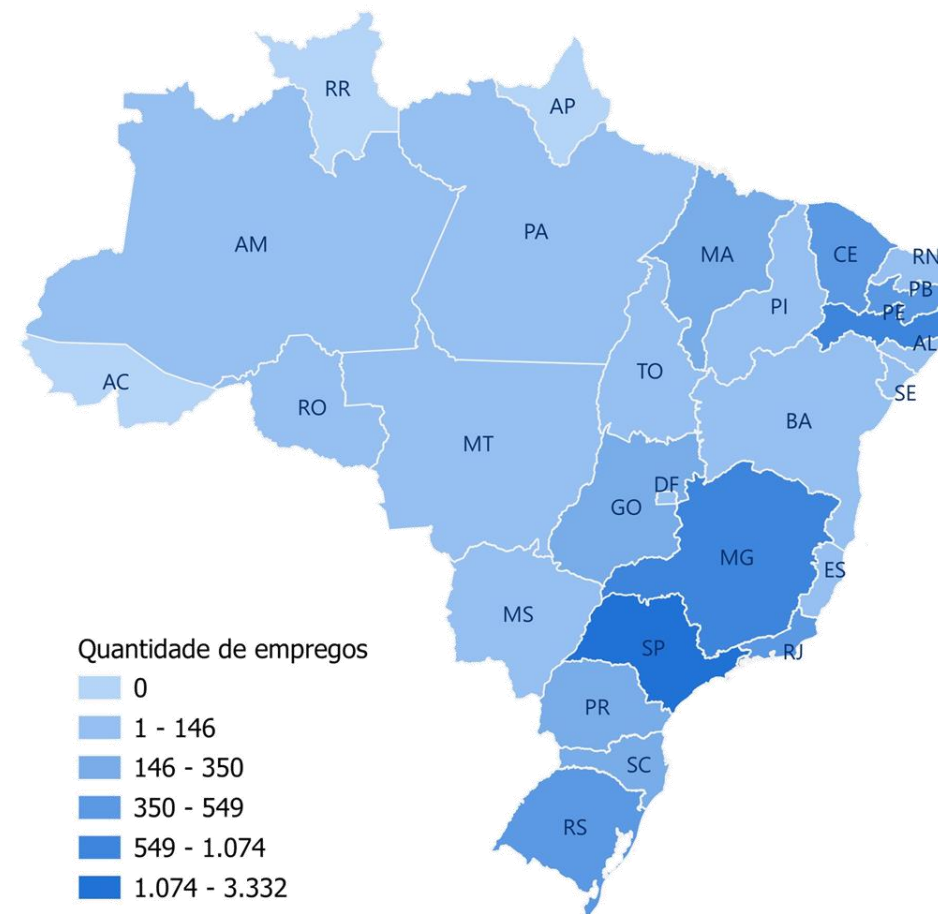 RR
AP
AM
PA
MA
CE
RN
PB
PI
PE
AL
TO
SE
AC
RO
BA
MT
DF
GO
MG
ES
MS
SP
RJ
PR
SC
RS
Quantidade de empregos
0
1 - 146
146 - 350
350 - 549
549 - 1.074
1.074 - 3.332